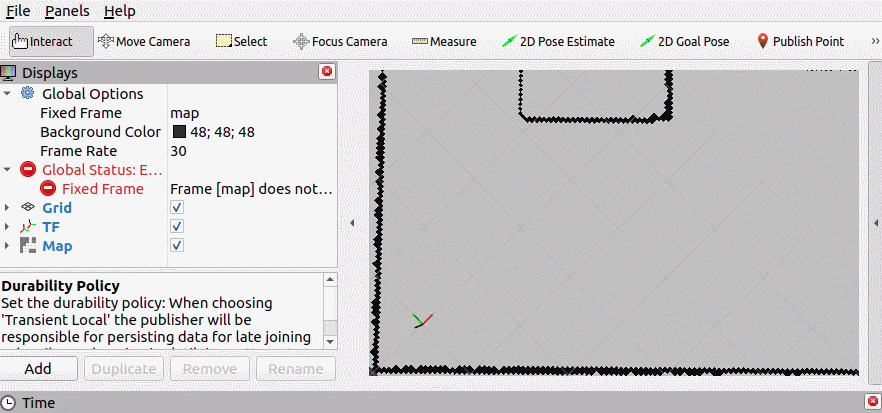 File Panels Help
Interact Move Camera Select Focus Camera Measure 2D Pose Estimate 2D Goal Pose Publish Point »
Displays
Global Options
Fixed Frame map
Background Color 48; 48; 48
Frame Rate 30
Global Status: E...
Fixed Frame Frame [map] does not...
Grid
TF
Map
Durability Policy
Set the durability policy: When choosing
'Transient Local' the publisher will be
responsible for persisting data for late joining
Add Duplicate Remove Rename
Time